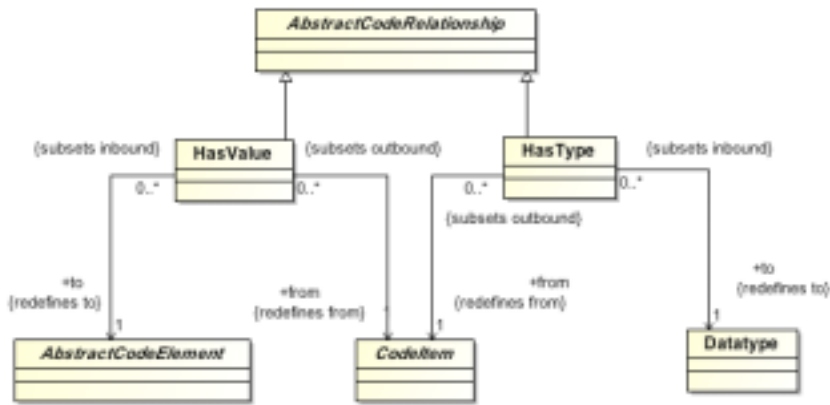 AbstractCodeRelationship
{subsets inbound}
HasValue
{subsets outbound}
HasType
{subsets inbound}
0..*
0..*
0..*
0..*
{subsets outbound}
+to
{redefines to}
+from
{redefines from}
+from
{redefines from}
+to
{redefines to}
1
1
1
AbstractCodeElement
CodeItem
Datatype